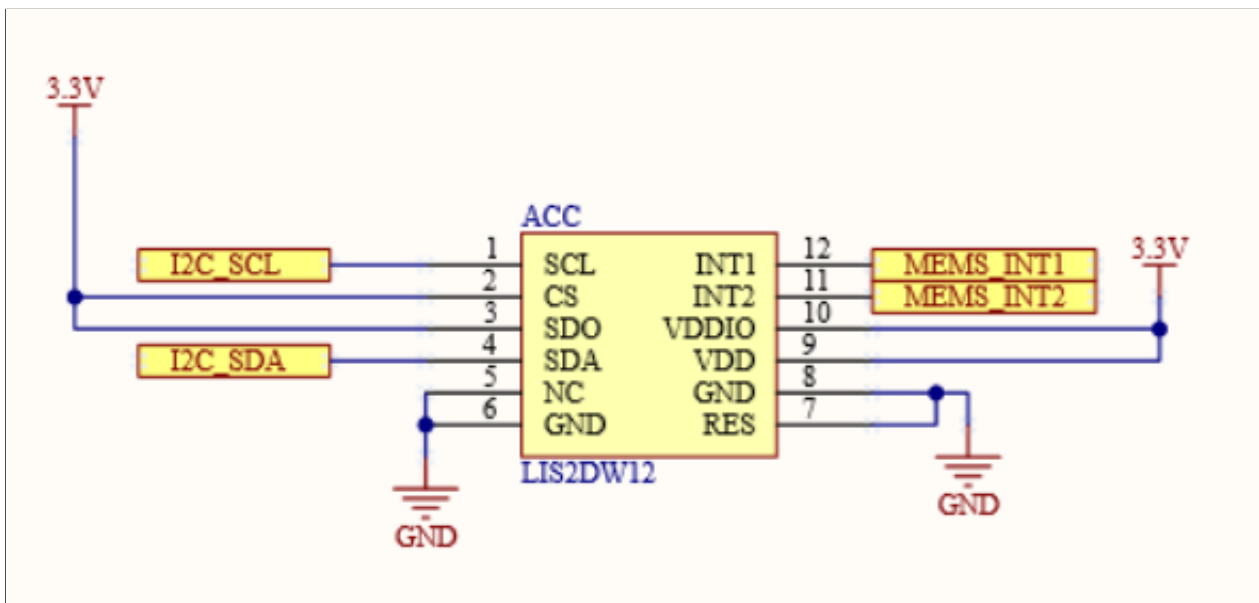 3.3V
ACC
I2C_SCL
1
SCL
INT1
12
MEMS_INT1
3.3V
2
CS
INT2
11
MEMS_INT2
3
SDO
VDDIO
10
I2C_SDA
4
SDA
VDD
9
5
NC
GND
8
6
GND
RES
7
LIS2DW12
GND
GND